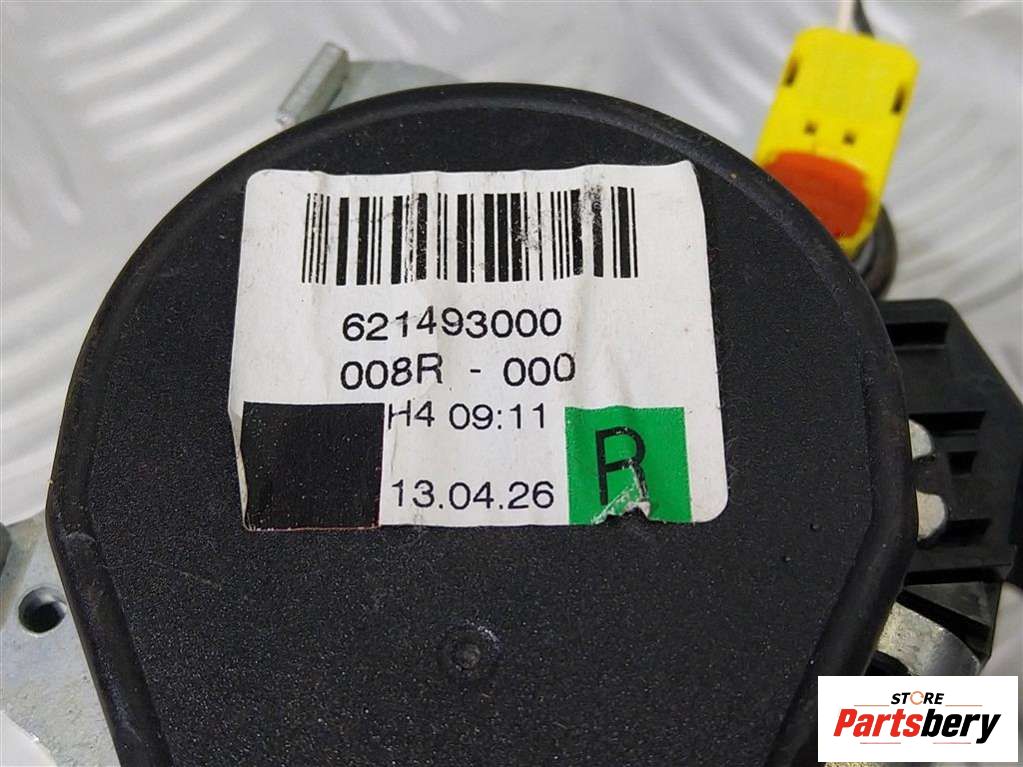 621493000
008R - 000
H4 09:11
13.04.26
R
STORE
Partsbery